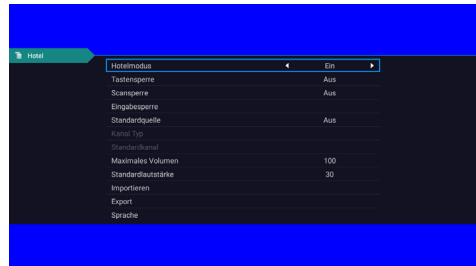 Hotel
Hotelmodus Ein
Tastensperre Aus
Scansperre Aus
Eingabesperre
Standardquelle Aus
Kanal Typ
Standardkanal
Maximales Volumen 100
Standardlautstärke 30
Importieren
Export
Sprache